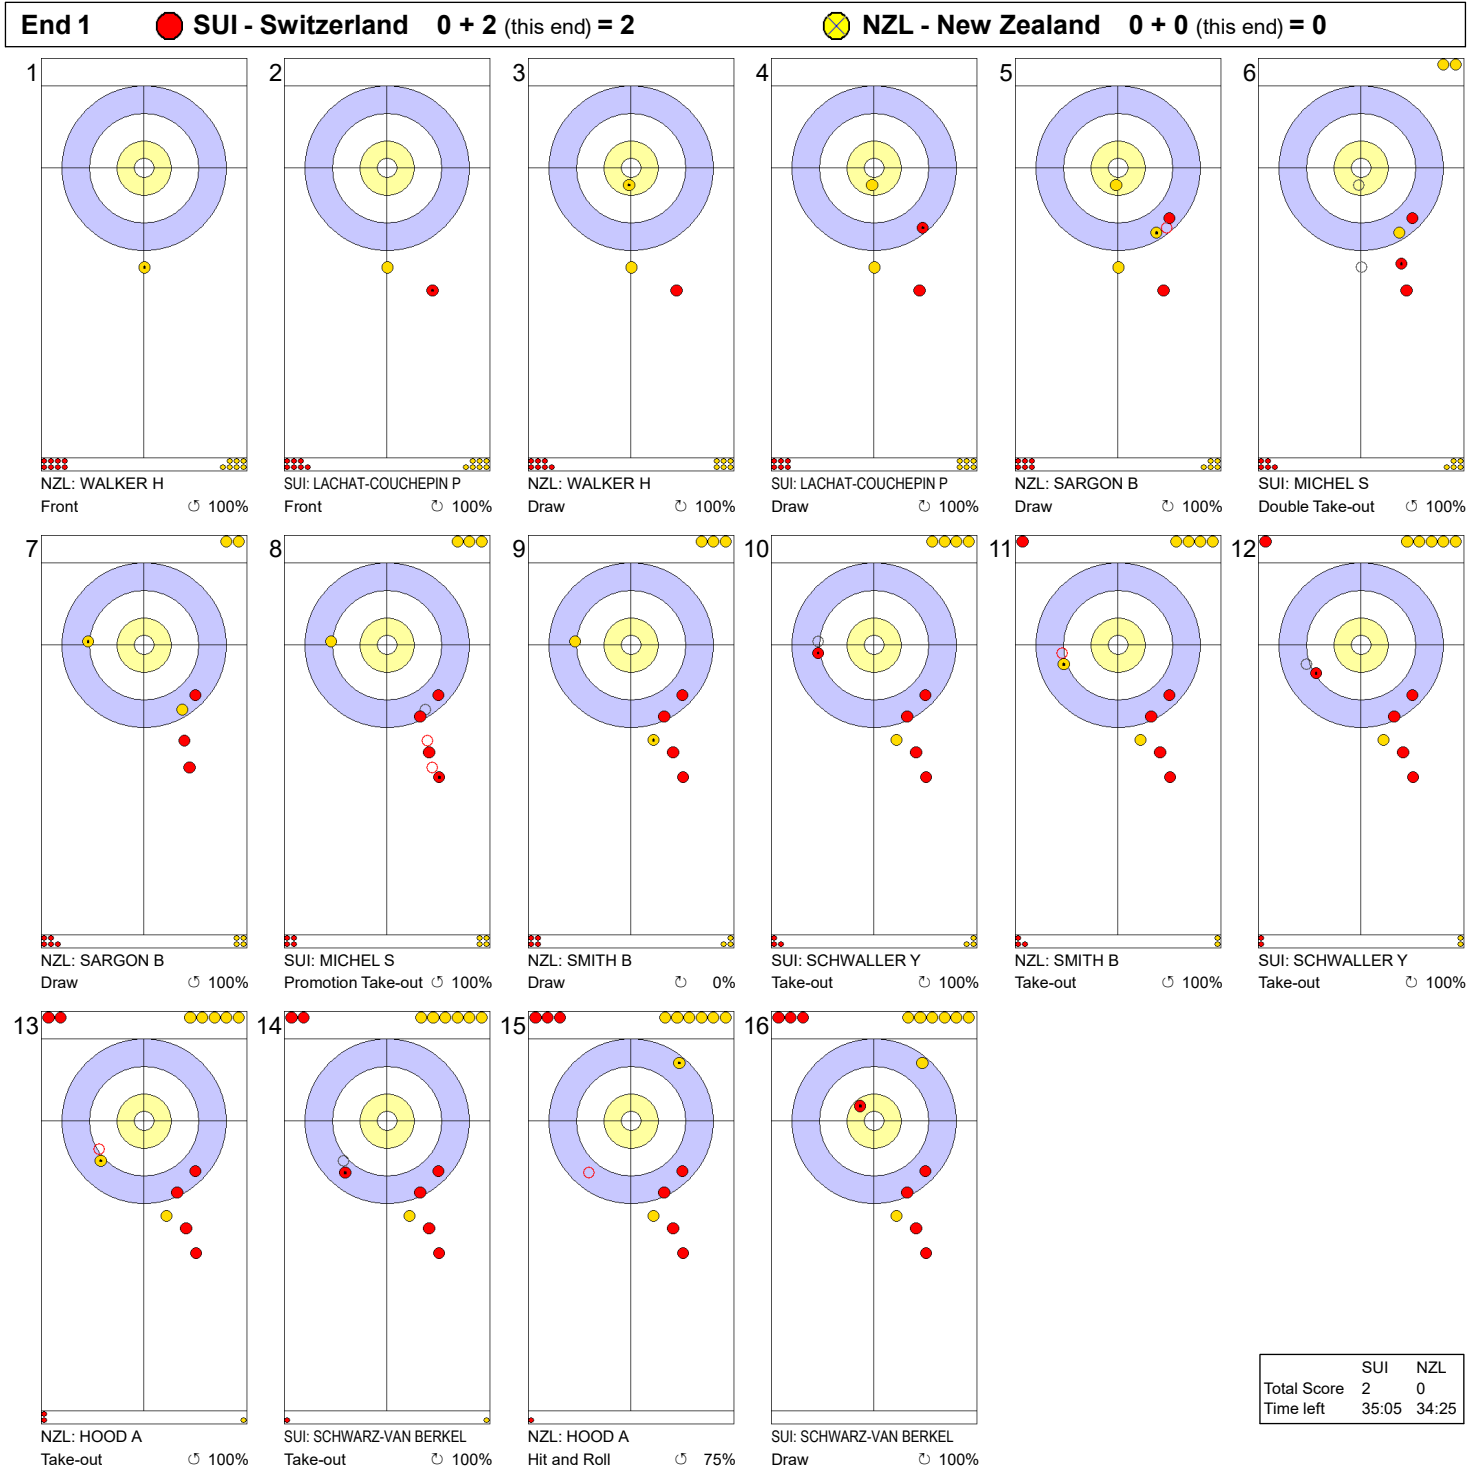 End 1 SUI - Switzerland 0 + 2 (this end) = 2 NZL - New Zealand 0 + 0 (this end) = 0
1 2 3 4 5 6
NZL: WALKER H SUI: LACHAT-COUCHEPIN P NZL: WALKER H SUI: LACHAT-COUCHEPIN P NZL: SARGON B SUI: MICHEL S
Front ↺ 100% Front ↺ 100% Draw ↻ 100% Draw ↻ 100% Draw ↺ 100% Double Take-out ↻ 100%
7 8 9 10 11 12
NZL: SARGON B SUI: MICHEL S NZL: SMITH B SUI: SCHWALLER Y NZL: SMITH B SUI: SCHWALLER Y
Draw ↺ 100% Promotion Take-out ↺ 100% Draw ↻ 0% Take-out ↻ 100% Take-out ↺ 100% Take-out ↻ 100%
13 14 15 16
NZL: HOOD A SUI: SCHWARZ-VAN BERKEL NZL: HOOD A SUI: SCHWARZ-VAN BERKEL
Take-out ↺ 100% Take-out ↺ 100% Hit and Roll ↺ 75% Draw ↻ 100%
SUI NZL
Total Score 2 0
Time left 35:05 34:25